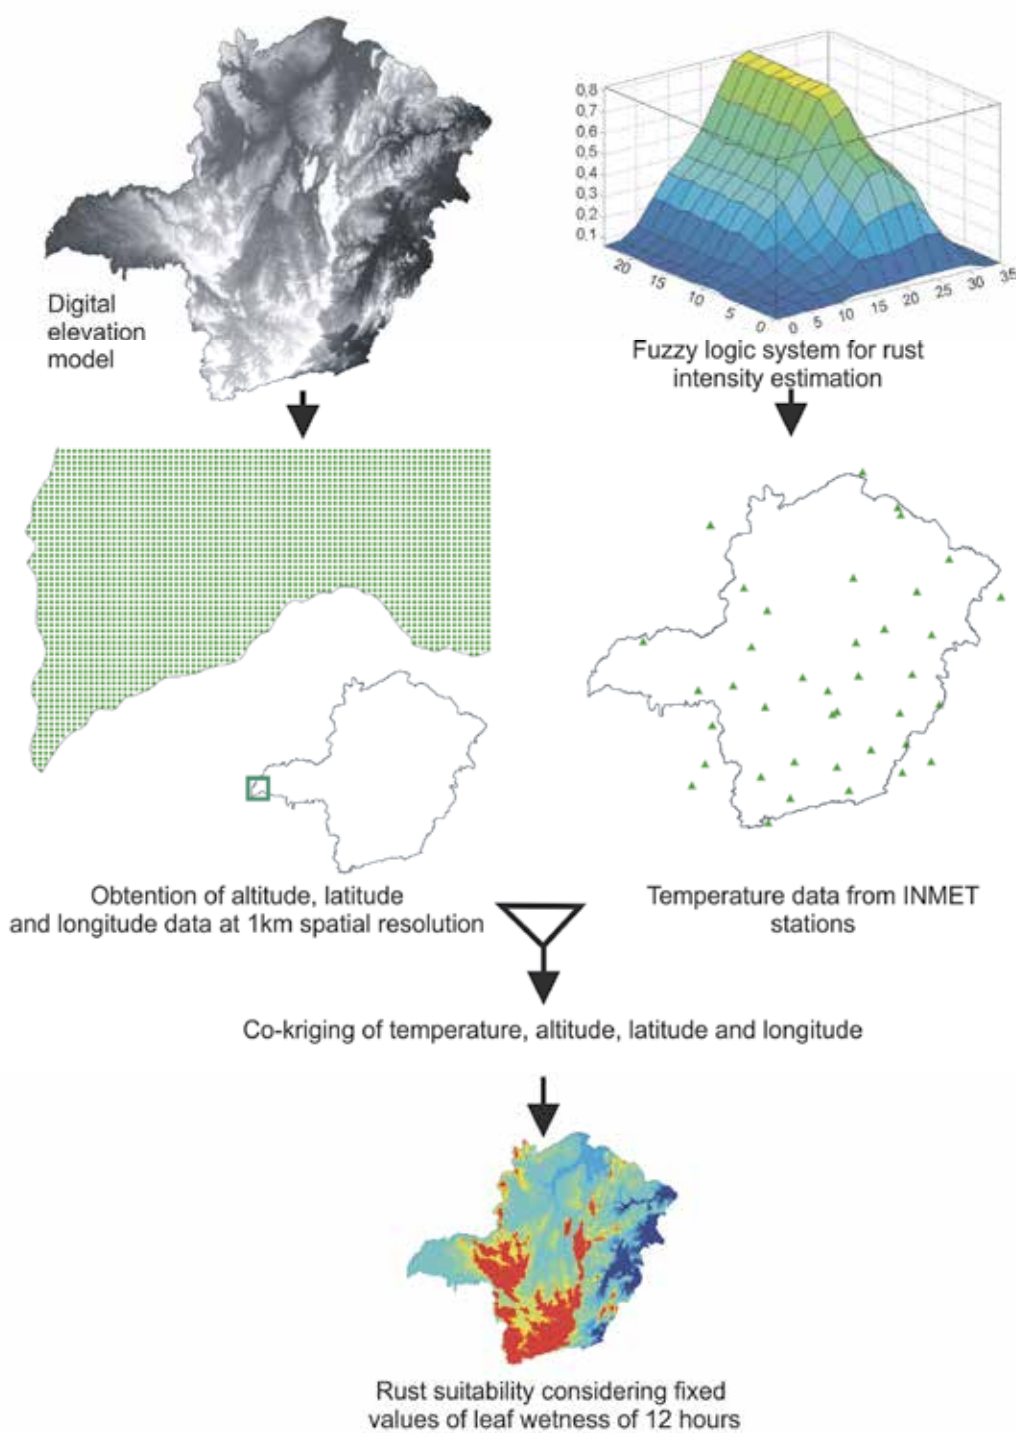 Digital
elevation
model
0,8
0,7
0,6
0,5
0,4
0,3
0,2
0,1
20
15
10
5
0
0
5
10
15
20
25
30
35
Fuzzy logic system for rust
intensity estimation
Obtention of altitude, latitude
and longitude data at 1km spatial resolution
Temperature data from INMET
stations
Co-kriging of temperature, altitude, latitude and longitude
Rust suitability considering fixed
values of leaf wetness of 12 hours